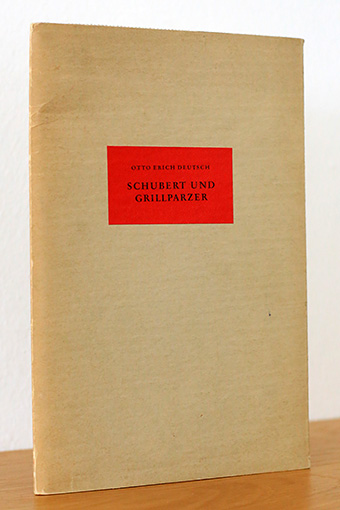 OTTO ERICH DEUTSCH
SCHUBERT UND
GRILLPARZER